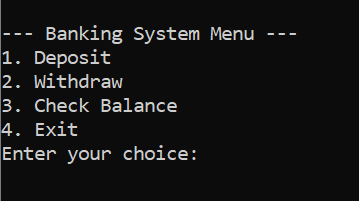 --- Banking System Menu ---
1. Deposit
2. Withdraw
3. Check Balance
4. Exit
Enter your choice: